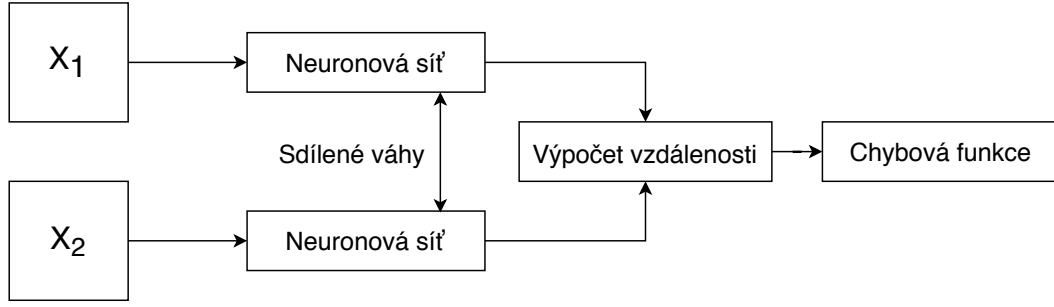 X1
Neuronová síť
Sdílené váhy
Výpočet vzdálenosti
Chybová funkce
X2
Neuronová síť